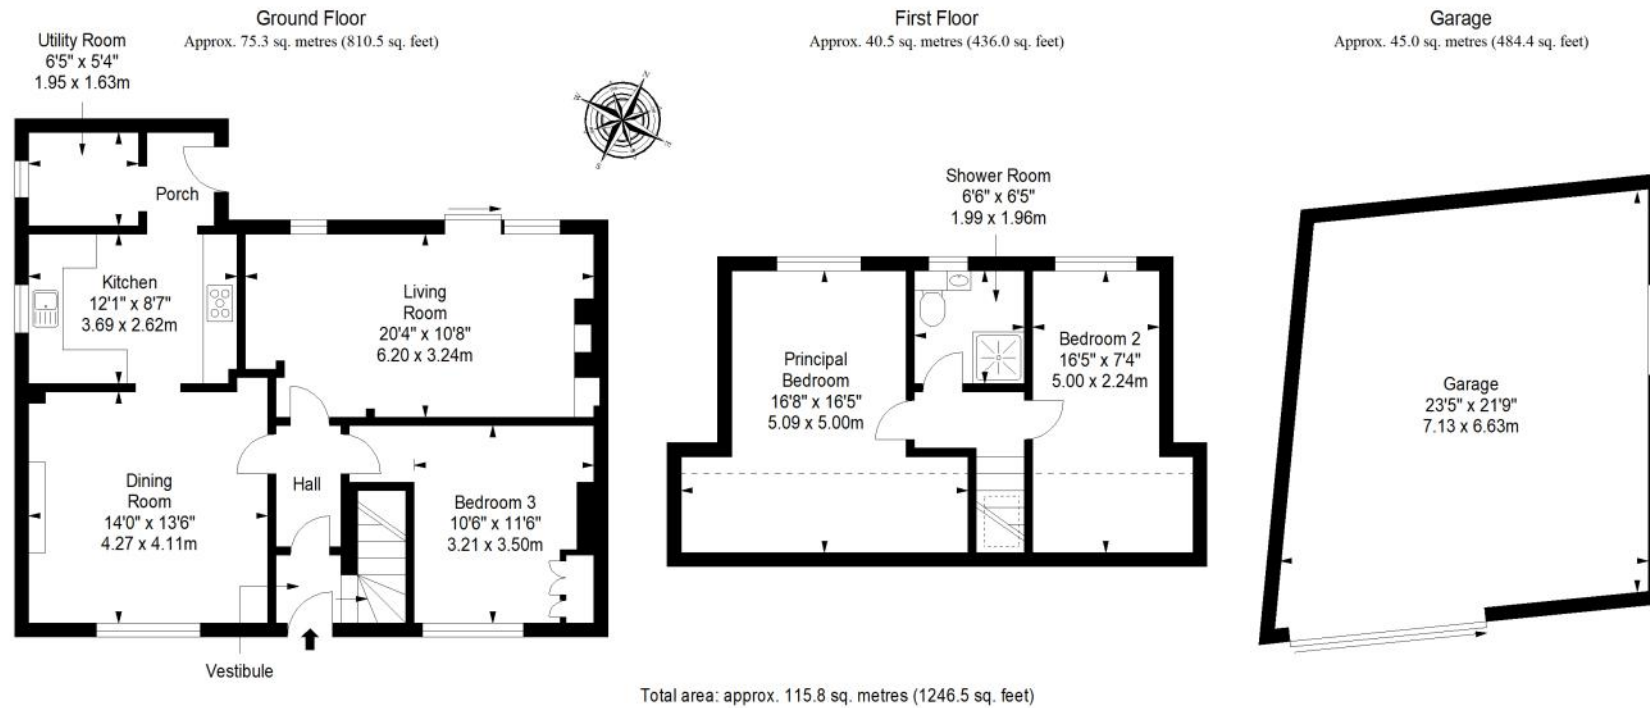 Ground Floor
Approx. 75.3 sq. metres (810.5 sq. feet)
Utility Room
6'5" x 5'4"
1.95 x 1.63m
Porch
Kitchen
12'1" x 8'7"
3.69 x 2.62m
Living
Room
20'4" x 10'8"
6.20 x 3.24m
Dining
Room
14'0" x 13'6"
4.27 x 4.11m
Hall
Bedroom 3
10'6" x 11'6"
3.21 x 3.50m
Vestibule
N
W
E
S
First Floor
Approx. 40.5 sq. metres (436.0 sq. feet)
Shower Room
6'6" x 6'5"
1.99 x 1.96m
Principal
Bedroom
16'8" x 16'5"
5.09 x 5.00m
Bedroom 2
16'5" x 7'4"
5.00 x 2.24m
Garage
Approx. 45.0 sq. metres (484.4 sq. feet)
Garage
23'5" x 21'9"
7.13 x 6.63m
Total area: approx. 115.8 sq. metres (1246.5 sq. feet)